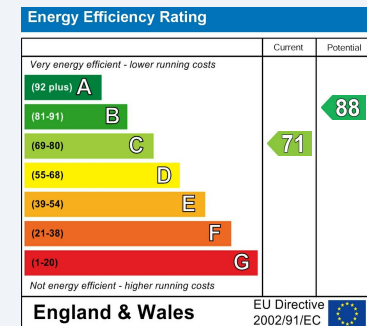 Energy Efficiency Rating
Current Potential
Very energy efficient - lower running costs
(92 plus) A
(81-91) B
88
(69-80) C
71
(55-68) D
(39-54) E
(21-38) F
(1-20) G
Not energy efficient - higher running costs
England & Wales
EU Directive
2002/91/EC